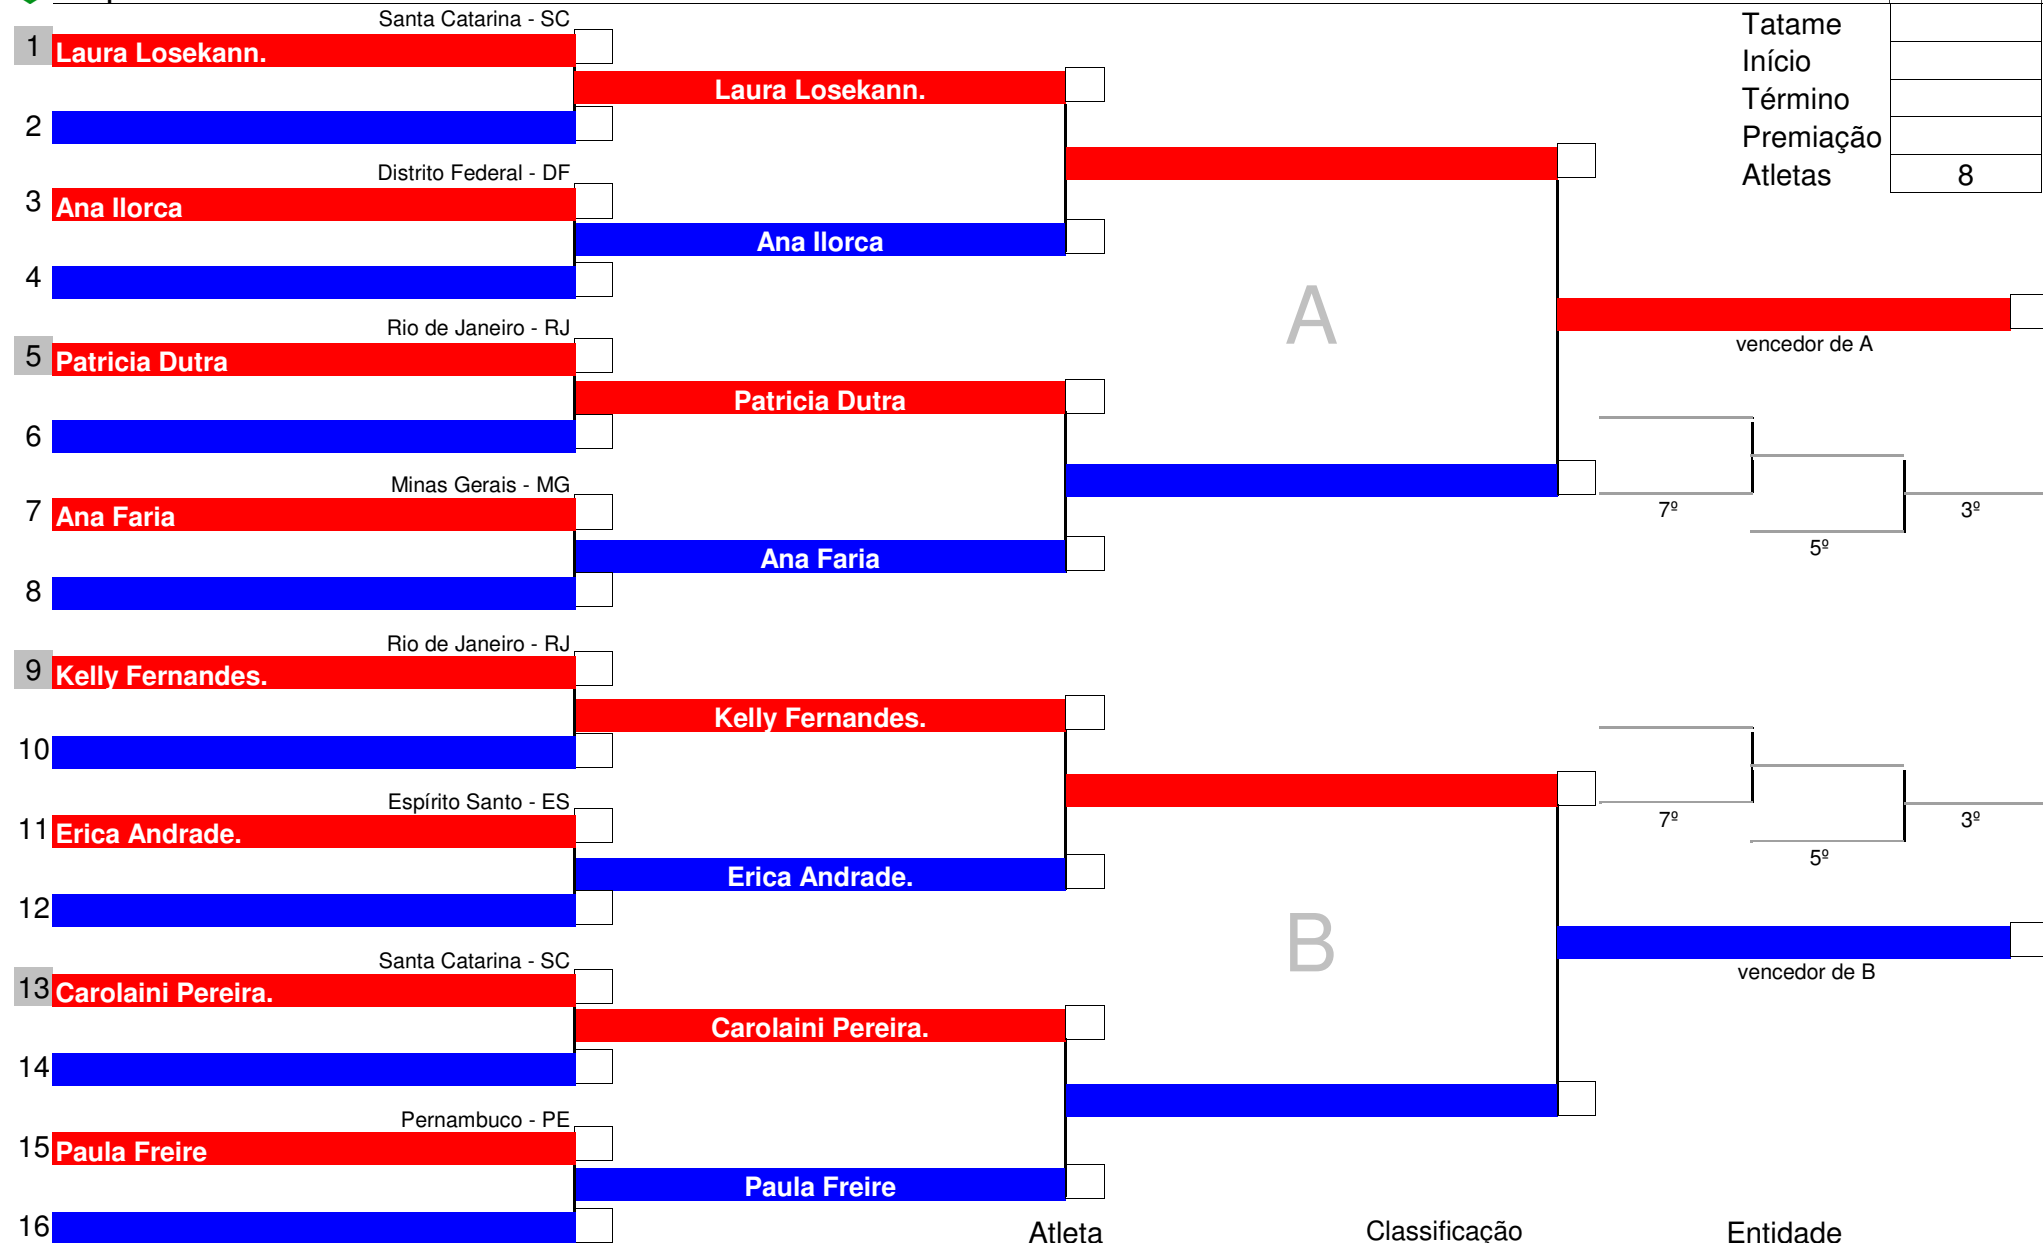 Santa Catarina - SC
1 Laura Losekann.
Laura Losekann.
2
Distrito Federal - DF
3 Ana llorca
Ana llorca
4
Rio de Janeiro - RJ
5 Patricia Dutra
Patricia Dutra
6
Minas Gerais - MG
7 Ana Faria
Ana Faria
8
Rio de Janeiro - RJ
9 Kelly Fernandes.
Kelly Fernandes.
10
Espírito Santo - ES
11 Erica Andrade.
Erica Andrade.
12
Santa Catarina - SC
13 Carolaini Pereira.
Carolaini Pereira.
14
Pernambuco - PE
15 Paula Freire
Paula Freire
16
A
B
Tatame
Início
Término
Premiação
Atletas 8
vencedor de A
7º
5º
3º
7º
5º
3º
vencedor de B
Atleta Classificação Entidade